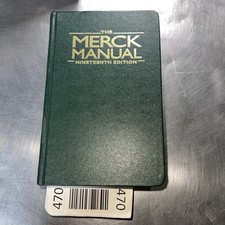 THE
MERCK
MANUAL
NINETEENTH EDITION
470
470